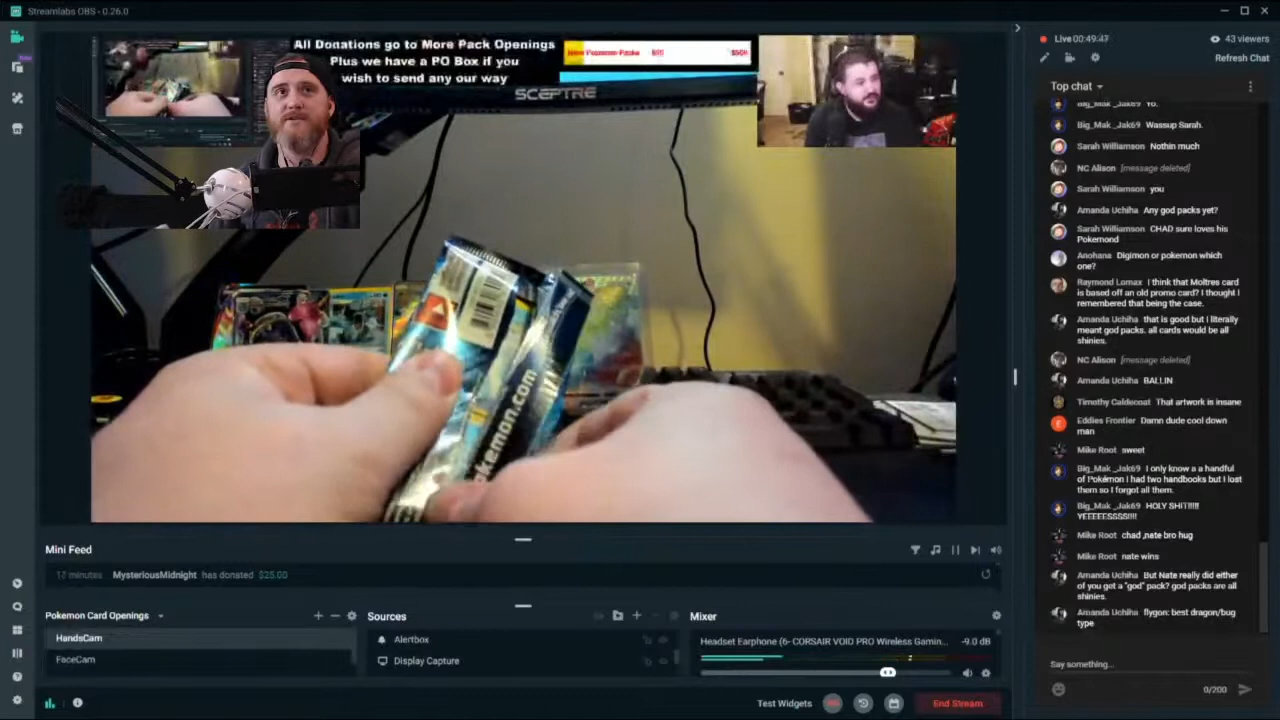 Streamlabs OBS - 0.26.0
All Donations go to More Pack Openings
Plus we have a PO Box if you
wish to send any our way
$500
SCEPTRE
pokemon.com
Live 00:49:47
43 viewers
Refresh Chat
Top chat
Big_Mak_Jak69 Yo.
Big_Mak_Jak69 Wassup Sarah.
Sarah Williamson Nothin much
NC Alison [message deleted]
Sarah Williamson you
Amanda Uchiha Any god packs yet?
Sarah Williamson CHAD sure loves his
Pokemond
Anohana Digimon or pokemon which
one?
Raymond Lomax I think that Moltres card
is based off an old promo card? I thought I
remembered that being the case.
Amanda Uchiha that is good but I literally
meant god packs. all cards would be all
shinies.
NC Alison [message deleted]
Amanda Uchiha BALLIN
Timothy Caldecoat That artwork is insane
E
Eddies Frontier Damn dude cool down
man
Mike Root sweet
Big_Mak_Jak69 I only know a a handful
of Pokémon I had two handbooks but I lost
them so I forgot all them.
Big_Mak_Jak69 HOLY SHIT!!!!!
YEEEEESSSS!!!!
Mike Root chad ,nate bro hug
Mike Root nate wins
Amanda Uchiha But Nate really did either
of you get a "god" pack? god packs are all
shinies.
Amanda Uchiha flygon: best dragon/bug
type
Say something...
0/200
Mini Feed
minutes MysteriousMidnight has donated $25.00
Pokemon Card Openings
HandsCam
FaceCam
Sources
Alertbox
Display Capture
Mixer
Headset Earphone (6- CORSAIR VOID PRO Wireless Gamin... -9.0 dB
Test Widgets
REC
End Stream